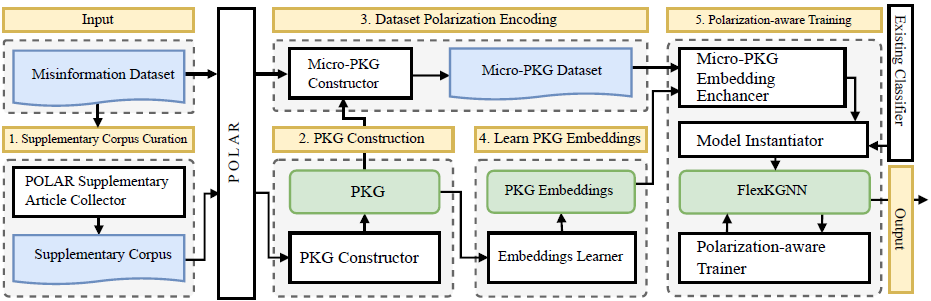 Input
Misinformation Dataset
1. Supplementary Corpus Curation
POLAR Supplementary
Article Collector
Supplementary Corpus
POLAR
3. Dataset Polarization Encoding
Micro-PKG
Constructor
Micro-PKG Dataset
2. PKG Construction
PKG
PKG Constructor
4. Learn PKG Embeddings
PKG Embeddings
Embeddings Learner
5. Polarization-aware Training
Micro-PKG
Embedding
Enchancer
Model Instantiator
FlexKGNN
Polarization-aware
Trainer
Existing Classifier
Output